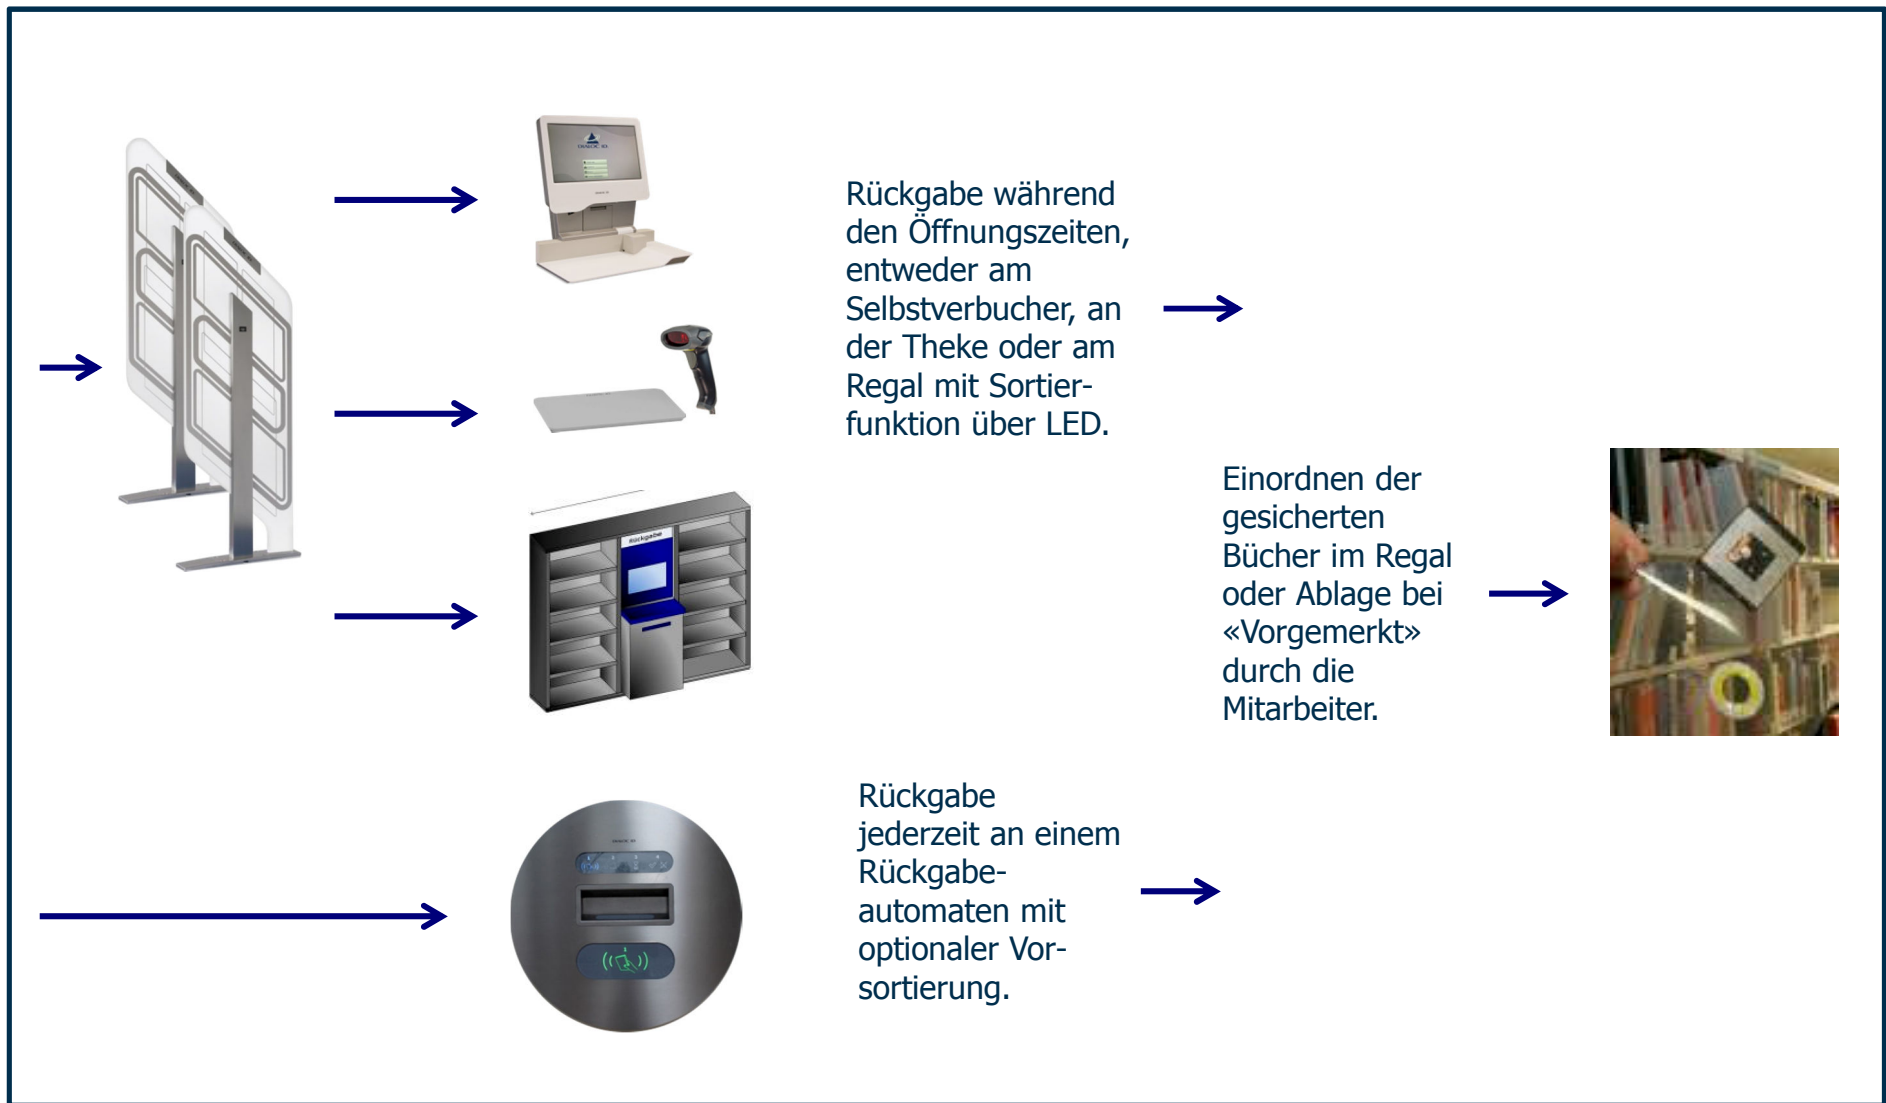 Rückgabe während
den Öffnungszeiten,
entweder am
Selbstverbucher, an
der Theke oder am
Regal mit Sortier-
funktion über LED.
Rückgabe
Einordnen der
gesicherten
Bücher im Regal
oder Ablage bei
«Vorgemerkt»
durch die
Mitarbeiter.
Rückgabe
jederzeit an einem
Rückgabe-
automaten mit
optionaler Vor-
sortierung.